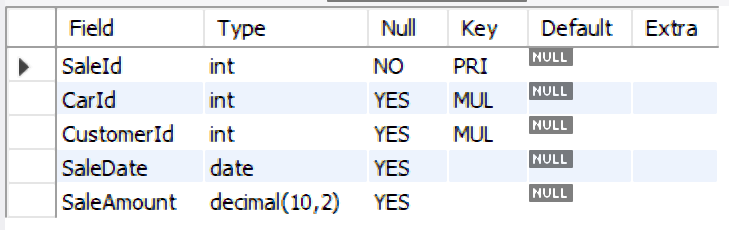 Field Type Null Key Default Extra
SaleId int NO PRI NULL
CarId int YES MUL NULL
CustomerId int YES MUL NULL
SaleDate date YES NULL
SaleAmount decimal(10,2) YES NULL